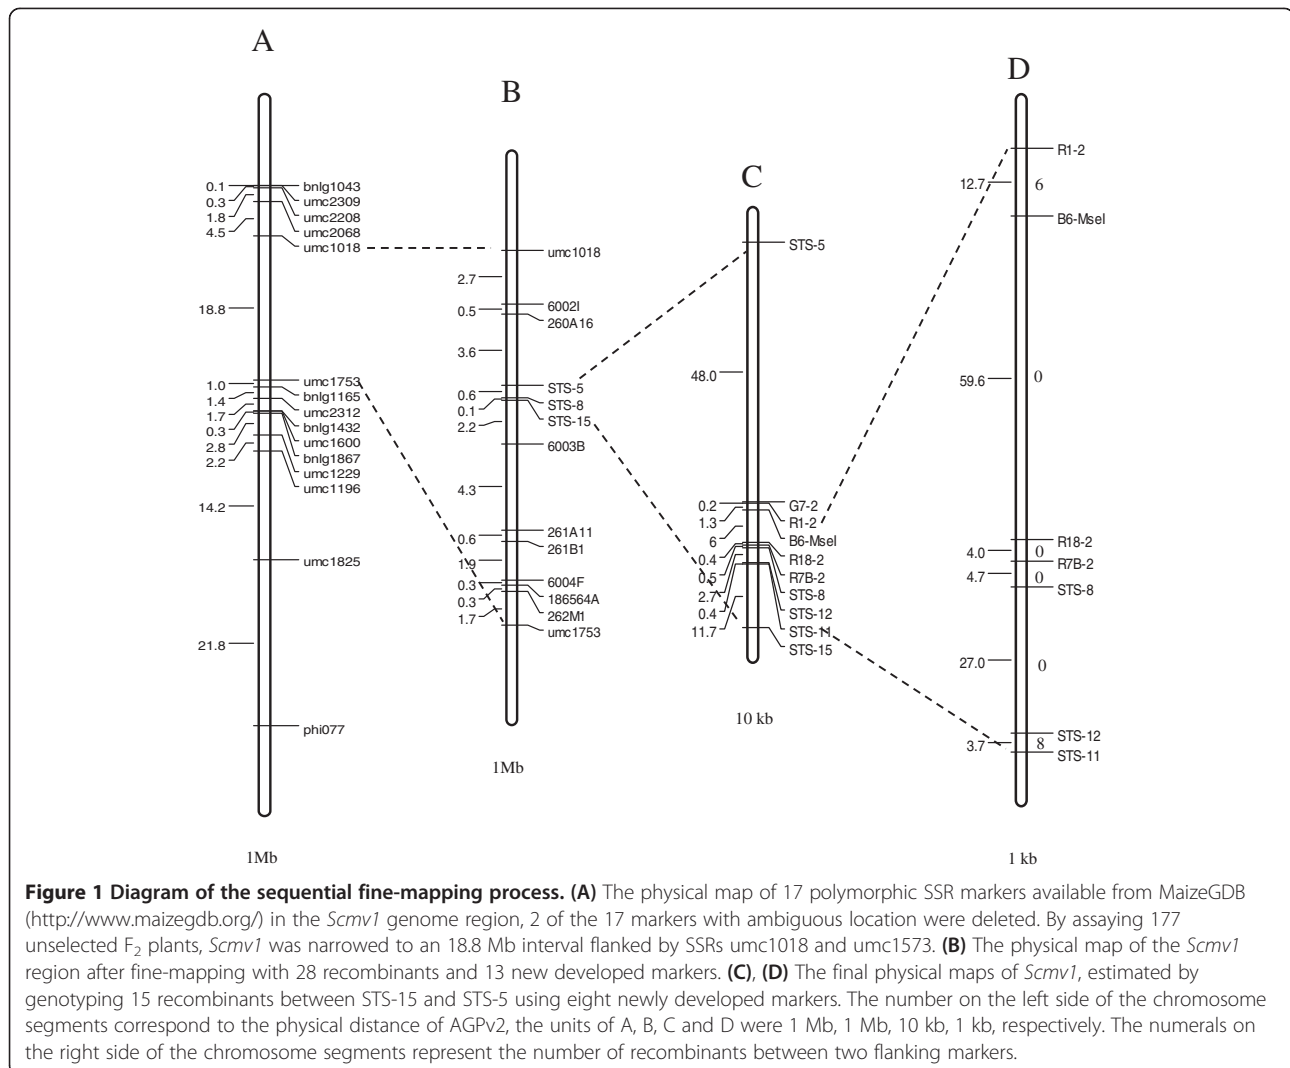 A
B
C
D
0.1
0.3
1.8
4.5
18.8
1.0
1.4
1.7
0.3
2.8
2.2
14.2
21.8
bnlg1043
umc2309
umc2208
umc2068
umc1018
umc1753
bnlg1165
umc2312
bnlg1432
umc1600
bnlg1867
umc1229
umc1196
umc1825
phi077
1Mb
2.7
0.5
3.6
0.6
0.1
2.2
4.3
0.6
1.9
0.3
0.3
1.7
umc1018
6002I
260A16
STS-5
STS-8
STS-15
6003B
261A11
261B1
6004F
186564A
262M1
umc1753
1Mb
48.0
0.2
1.3
6
0.4
0.5
2.7
0.4
11.7
STS-5
G7-2
R1-2
B6-MseI
R18-2
R7B-2
STS-8
STS-12
STS-11
STS-15
10 kb
12.7
59.6
4.0
4.7
27.0
3.7
6
0
0
0
0
8
R1-2
B6-MseI
R18-2
R7B-2
STS-8
STS-12
STS-11
1 kb
Figure 1 Diagram of the sequential fine-mapping process. (A) The physical map of 17 polymorphic SSR markers available from MaizeGDB
(http://www.maizegdb.org/) in the Scmv1 genome region, 2 of the 17 markers with ambiguous location were deleted. By assaying 177
unselected F2 plants, Scmv1 was narrowed to an 18.8 Mb interval flanked by SSRs umc1018 and umc1573. (B) The physical map of the Scmv1
region after fine-mapping with 28 recombinants and 13 new developed markers. (C), (D) The final physical maps of Scmv1, estimated by
genotyping 15 recombinants between STS-15 and STS-5 using eight newly developed markers. The number on the left side of the chromosome
segments correspond to the physical distance of AGPv2, the units of A, B, C and D were 1 Mb, 1 Mb, 10 kb, 1 kb, respectively. The numerals on
the right side of the chromosome segments represent the number of recombinants between two flanking markers.